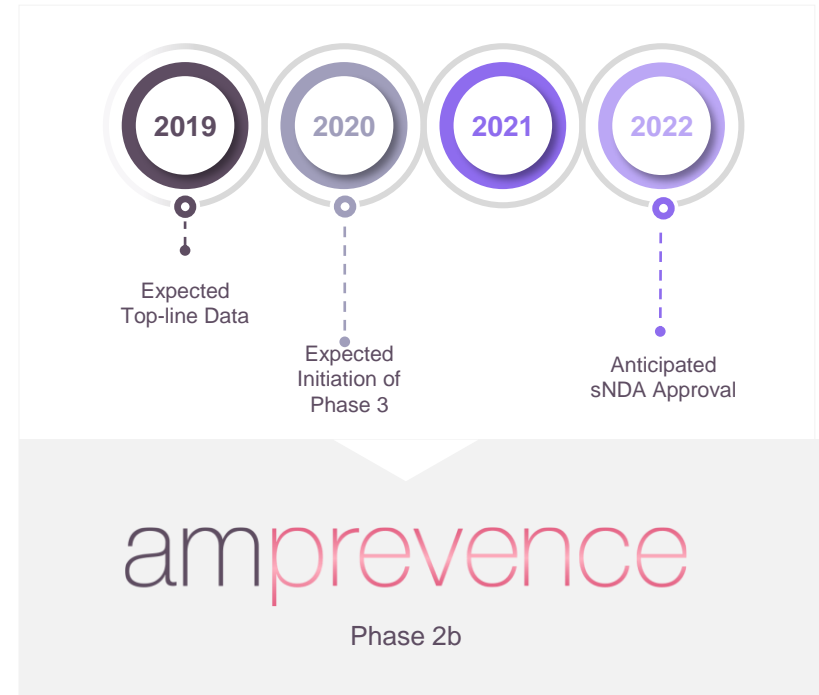 2019
2020
2021
2022
Expected
Top-line Data
Expected
Initiation of
Phase 3
Anticipated
sNDA Approval
amprevence
Phase 2b